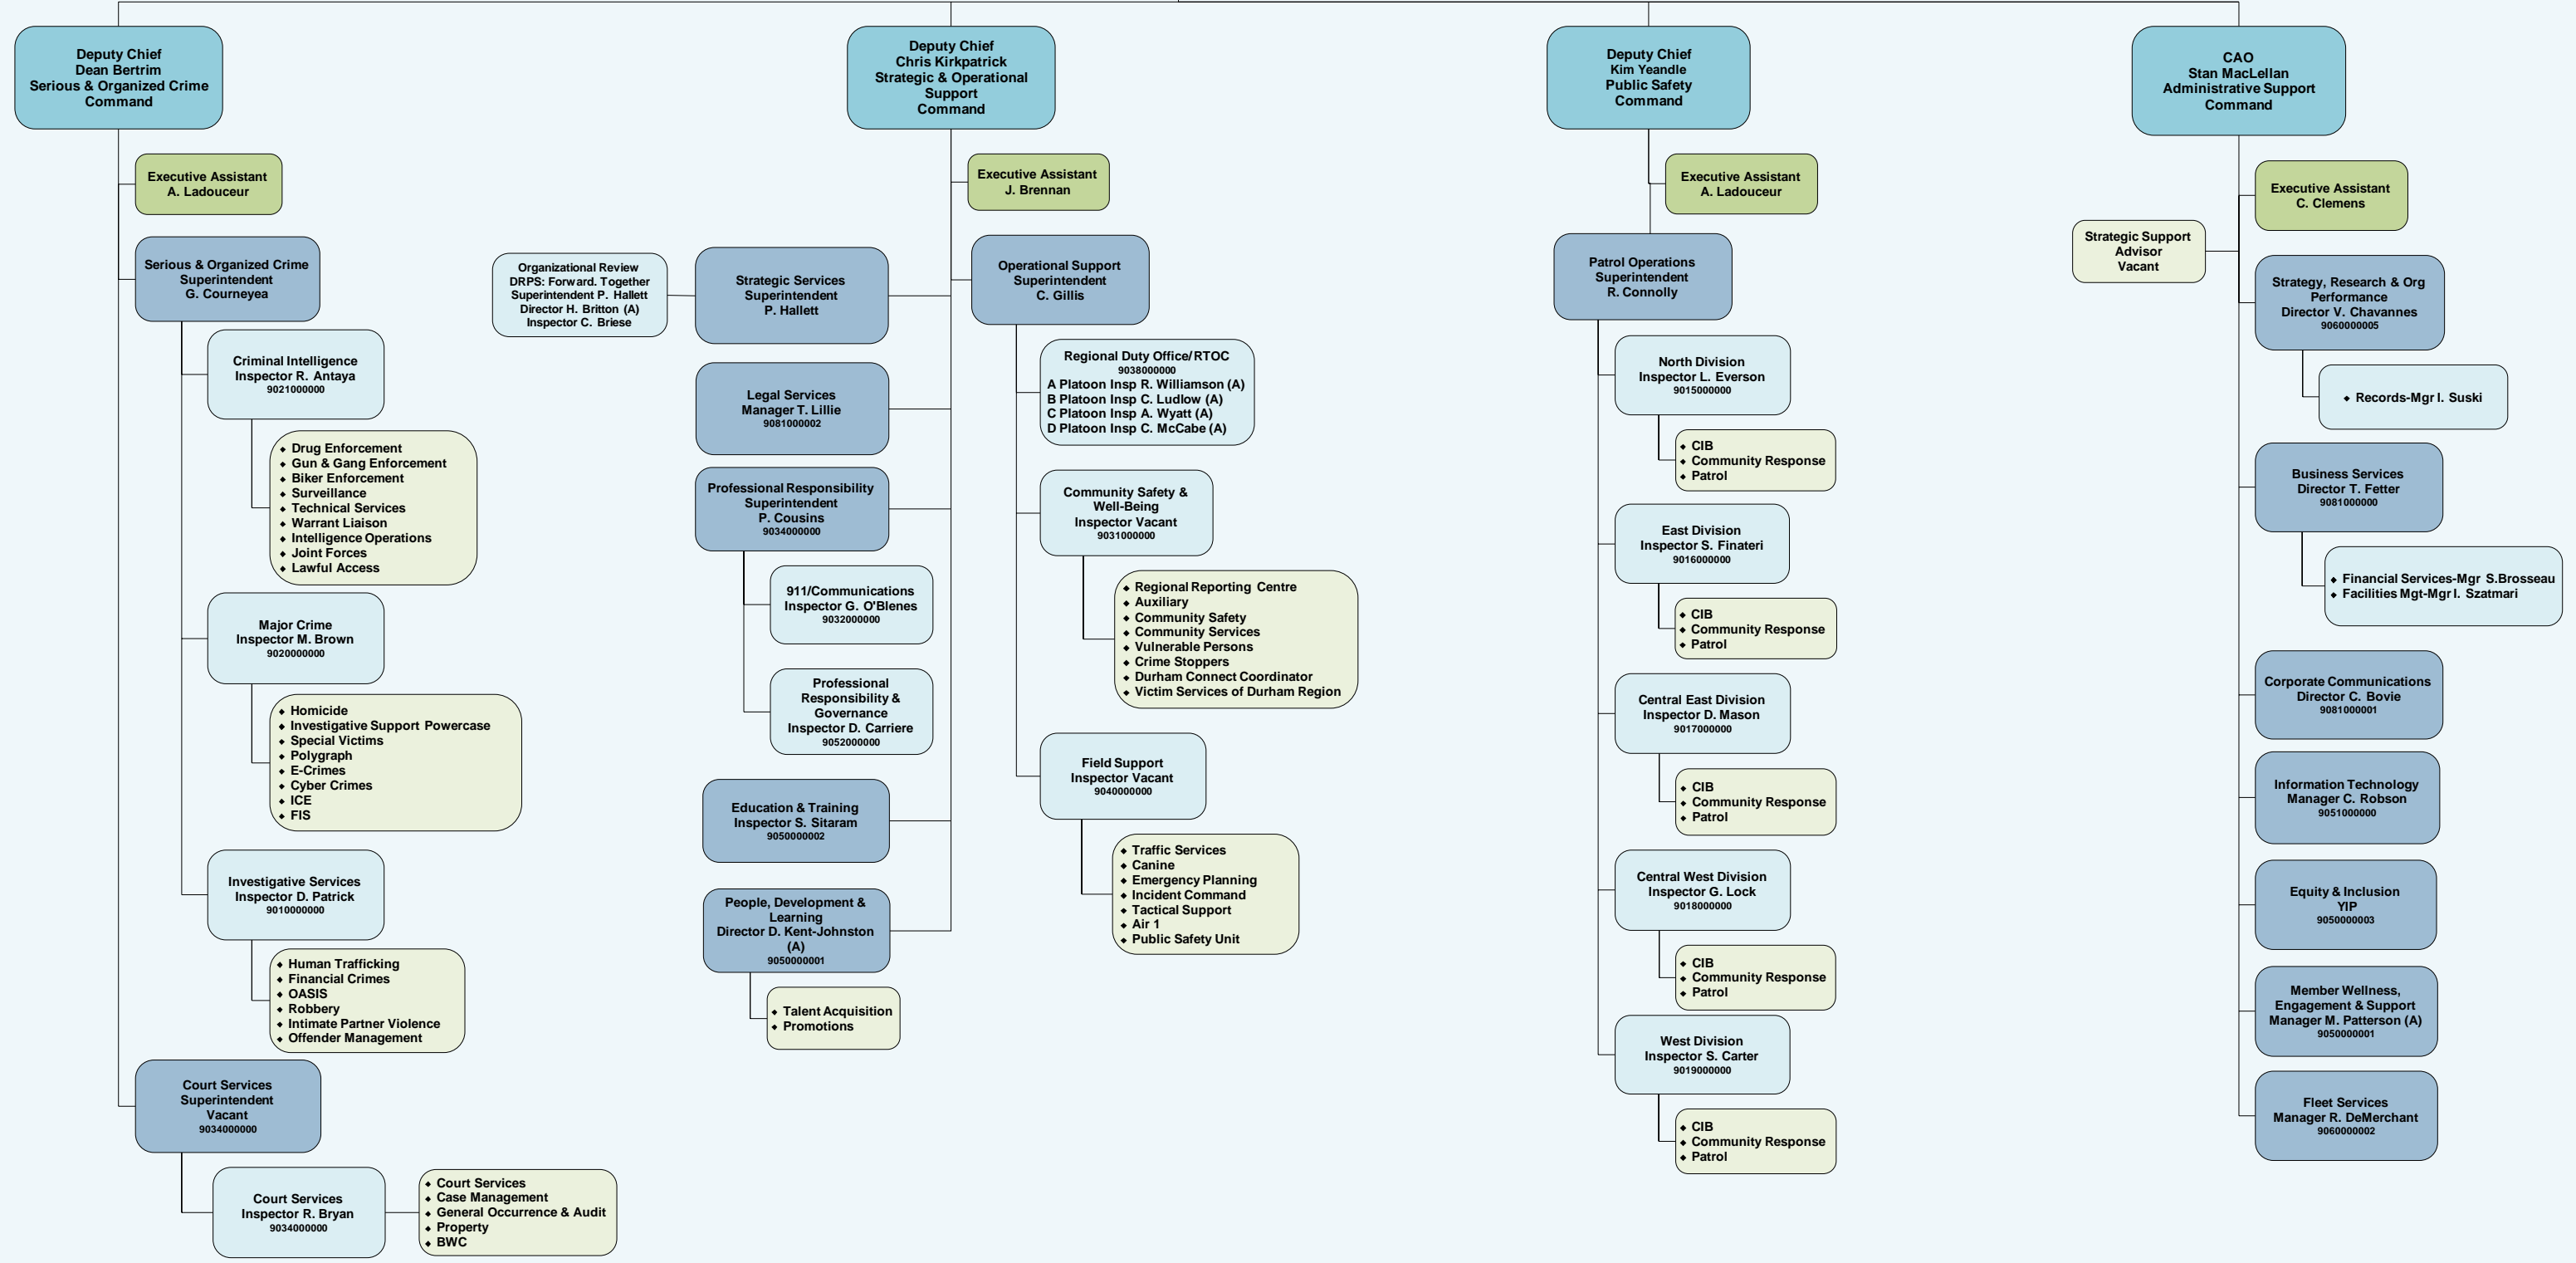 Deputy Chief
Dean Bertrim
Serious & Organized Crime
Command
Executive Assistant
A. Ladouceur
Serious & Organized Crime
Superintendent
G. Courneyea
Criminal Intelligence
Inspector R. Antaya
9021000000
Drug Enforcement
Gun & Gang Enforcement
Biker Enforcement
Surveillance
Technical Services
Warrant Liaison
Intelligence Operations
Joint Forces
Lawful Access
Major Crime
Inspector M. Brown
9020000000
Homicide
Investigative Support Powercase
Special Victims
Polygraph
E-Crimes
Cyber Crimes
ICE
FIS
Investigative Services
Inspector D. Patrick
9010000000
Human Trafficking
Financial Crimes
OASIS
Robbery
Intimate Partner Violence
Offender Management
Court Services
Superintendent
Vacant
9034000000
Court Services
Inspector R. Bryan
9034000000
Court Services
Case Management
General Occurrence & Audit
Property
BWC
Deputy Chief
Chris Kirkpatrick
Strategic & Operational
Support
Command
Executive Assistant
J. Brennan
Organizational Review
DRPS: Forward. Together
Superintendent P. Hallett
Director H. Britton (A)
Inspector C. Briese
Strategic Services
Superintendent
P. Hallett
Legal Services
Manager T. Lillie
9081000002
Professional Responsibility
Superintendent
P. Cousins
9034000000
911/Communications
Inspector G. O'Blenes
9032000000
Professional
Responsibility &
Governance
Inspector D. Carriere
9052000000
Education & Training
Inspector S. Sitaram
9050000002
People, Development &
Learning
Director D. Kent-Johnston
(A)
9050000001
Talent Acquisition
Promotions
Operational Support
Superintendent
C. Gillis
Regional Duty Office/RTOC
9038000000
A Platoon Insp R. Williamson (A)
B Platoon Insp C. Ludlow (A)
C Platoon Insp A. Wyatt (A)
D Platoon Insp C. McCabe (A)
Community Safety &
Well-Being
Inspector Vacant
9031000000
Regional Reporting Centre
Auxiliary
Community Safety
Community Services
Vulnerable Persons
Crime Stoppers
Durham Connect Coordinator
Victim Services of Durham Region
Field Support
Inspector Vacant
9040000000
Traffic Services
Canine
Emergency Planning
Incident Command
Tactical Support
Air 1
Public Safety Unit
Deputy Chief
Kim Yeandle
Public Safety
Command
Executive Assistant
A. Ladouceur
Patrol Operations
Superintendent
R. Connolly
North Division
Inspector L. Everson
9015000000
CIB
Community Response
Patrol
East Division
Inspector S. Finateri
9016000000
CIB
Community Response
Patrol
Central East Division
Inspector D. Mason
9017000000
CIB
Community Response
Patrol
Central West Division
Inspector G. Lock
9018000000
CIB
Community Response
Patrol
West Division
Inspector S. Carter
9019000000
CIB
Community Response
Patrol
CAO
Stan MacLellan
Administrative Support
Command
Executive Assistant
C. Clemens
Strategic Support
Advisor
Vacant
Strategy, Research & Org
Performance
Director V. Chavannes
9060000005
Records-Mgr I. Suski
Business Services
Director T. Fetter
9081000000
Financial Services-Mgr S.Brosseau
Facilities Mgt-Mgr I. Szatmari
Corporate Communications
Director C. Bovie
9081000001
Information Technology
Manager C. Robson
9051000000
Equity & Inclusion
YIP
9050000003
Member Wellness,
Engagement & Support
Manager M. Patterson (A)
9050000001
Fleet Services
Manager R. DeMerchant
9060000002